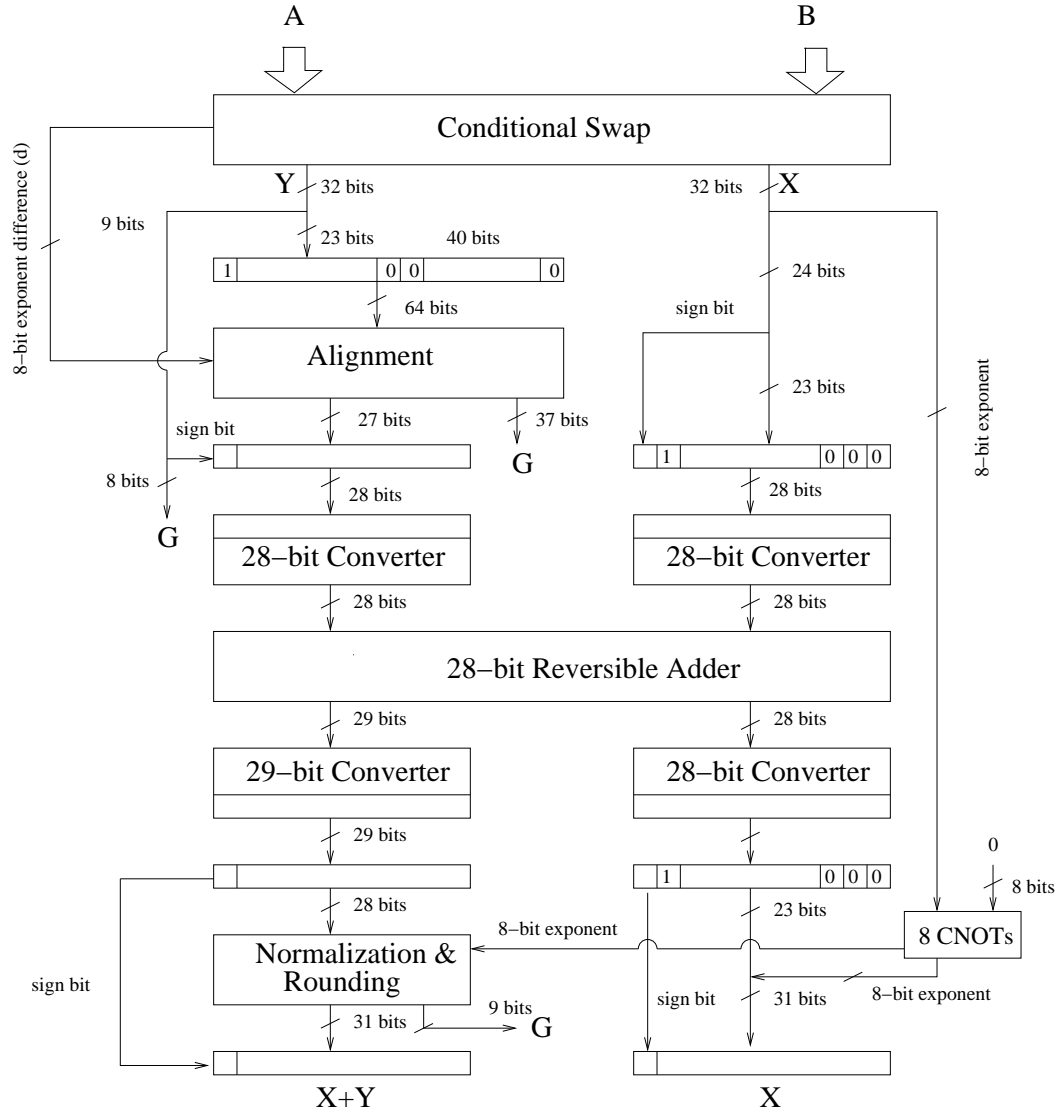 A B
Conditional Swap
8−bit exponent difference (d)
Y 32 bits 32 bits X
9 bits
23 bits 40 bits
1 0 0 0
24 bits
64 bits
sign bit
Alignment
8−bit exponent
23 bits
27 bits 37 bits
sign bit
1 0 0 0
G
8 bits
28 bits 28 bits
G
28−bit Converter 28−bit Converter
28 bits 28 bits
28−bit Reversible Adder
29 bits 28 bits
29−bit Converter 28−bit Converter
29 bits
0
1 0 0 0
8 bits
28 bits 23 bits
8−bit exponent
8 CNOTs
Normalization &
Rounding
sign bit
8−bit exponent
sign bit
31 bits
9 bits
31 bits
G
X+Y X